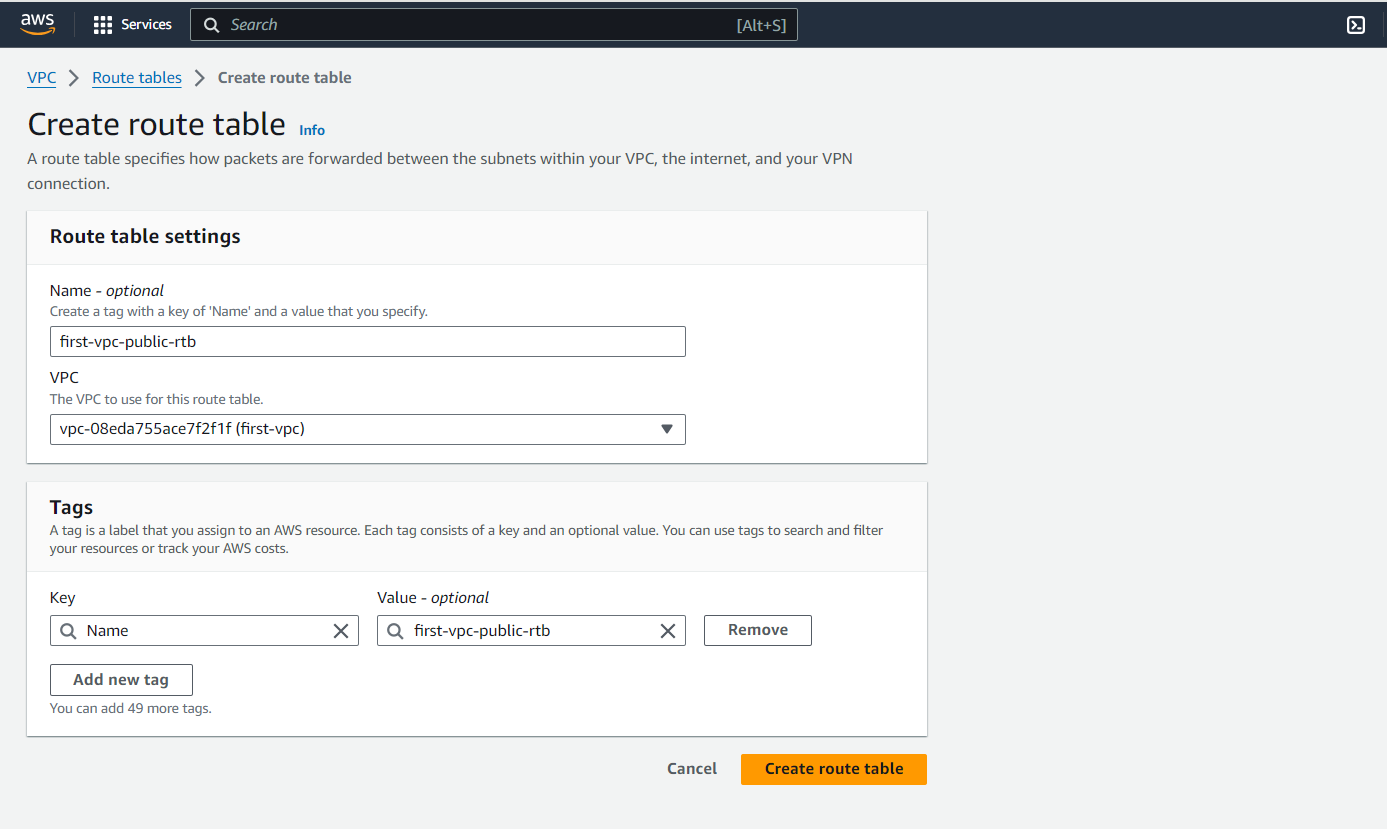 aws
Services
Search
[Alt+S]
VPC
Route tables
Create route table
Create route table
Info
A route table specifies how packets are forwarded between the subnets within your VPC, the internet, and your VPN
connection.
Route table settings
Name - optional
Create a tag with a key of 'Name' and a value that you specify.
first-vpc-public-rtb
VPC
The VPC to use for this route table.
vpc-08eda755ace7f2f1f (first-vpc)
Tags
A tag is a label that you assign to an AWS resource. Each tag consists of a key and an optional value. You can use tags to search and filter
your resources or track your AWS costs.
Key
Value - optional
Name
first-vpc-public-rtb
Remove
Add new tag
You can add 49 more tags.
Cancel
Create route table